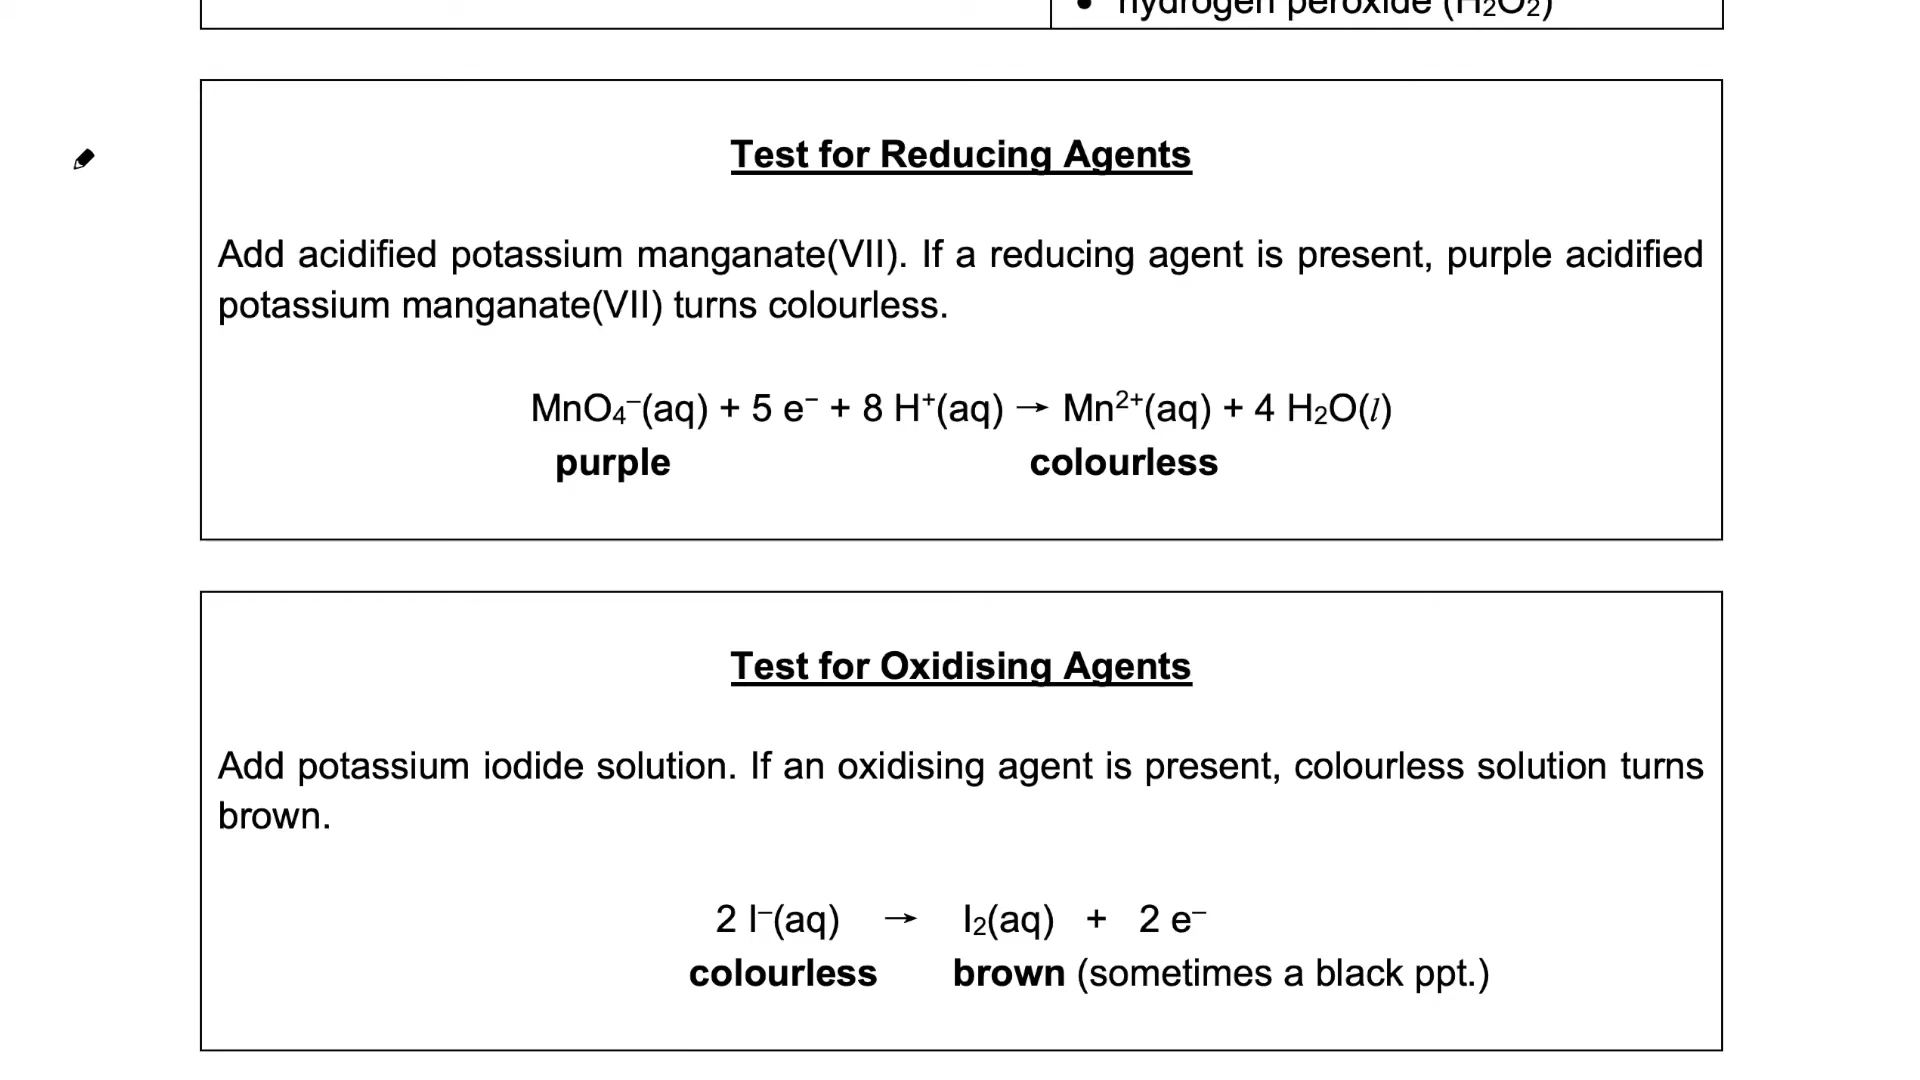 • hydrogen peroxide (H₂O₂)
Test for Reducing Agents
Add acidified potassium manganate(VII). If a reducing agent is present, purple acidified
potassium manganate(VII) turns colourless.
MnO₄⁻(aq) + 5 e⁻ + 8 H⁺(aq) → Mn²⁺(aq) + 4 H₂O(l)
purple colourless
Test for Oxidising Agents
Add potassium iodide solution. If an oxidising agent is present, colourless solution turns
brown.
2 I⁻(aq) → I₂(aq) + 2 e⁻
colourless brown (sometimes a black ppt.)